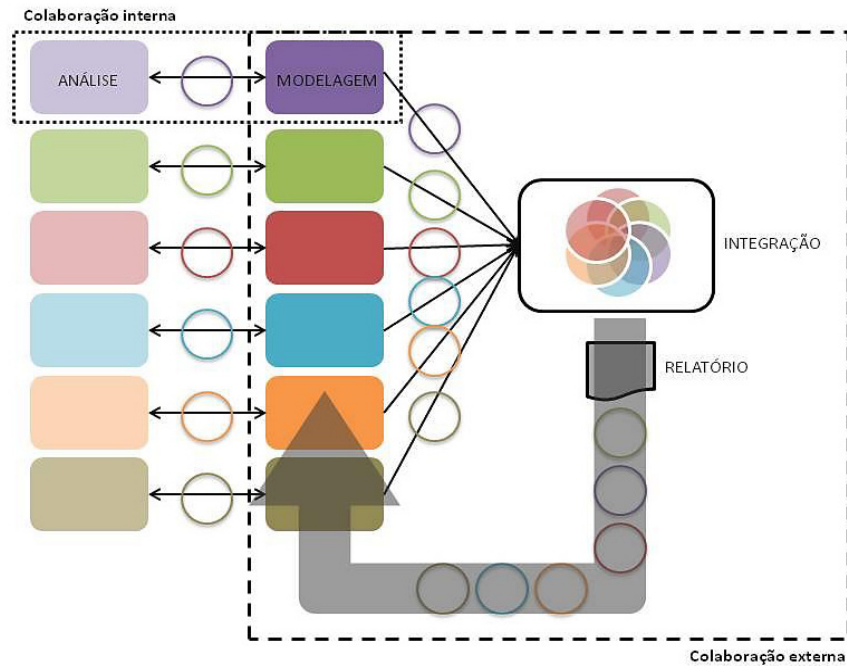 Colaboração interna
ANÁLISE
MODELAGEM
INTEGRAÇÃO
RELATÓRIO
Colaboração externa